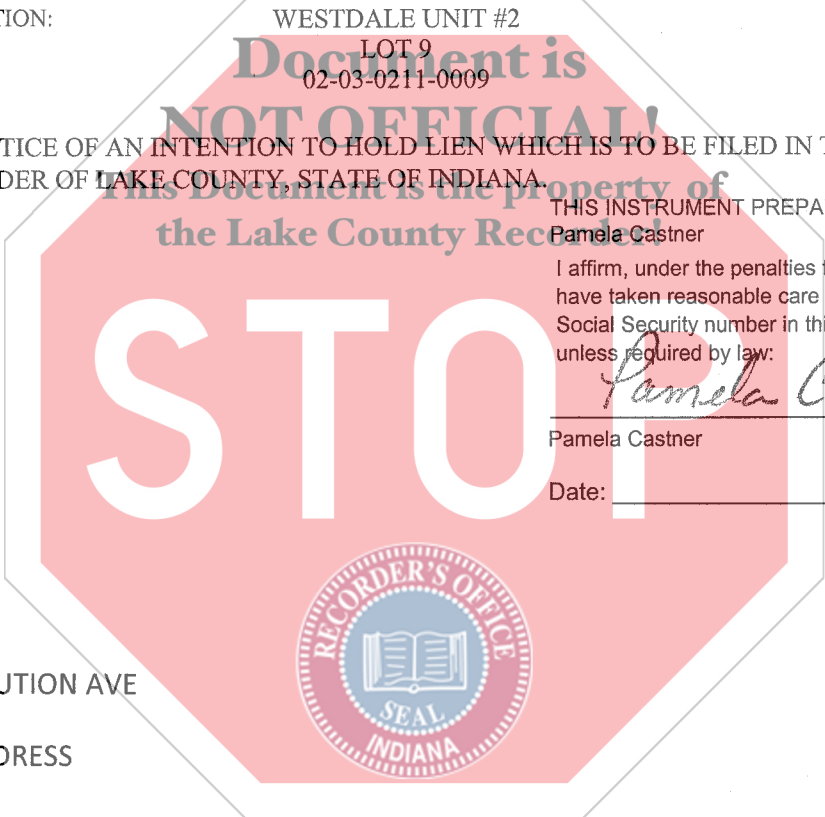 TION:
WESTDALE UNIT #2
LOT 9
02-03-0211-0009
Document is
NOT OFFICIAL!
This Document is the property of
the Lake County Recorder!
TICE OF AN INTENTION TO HOLD LIEN WHICH IS TO BE FILED IN T
DER OF LAKE COUNTY, STATE OF INDIANA.
THIS INSTRUMENT PREPA
Pamela Castner
I affirm, under the penalties f
have taken reasonable care
Social Security number in thi
unless required by law:
Pamela C
Pamela Castner
Date:
STOP
RECORDER'S OFFICE
SEAL
INDIANA
UTION AVE
DRESS